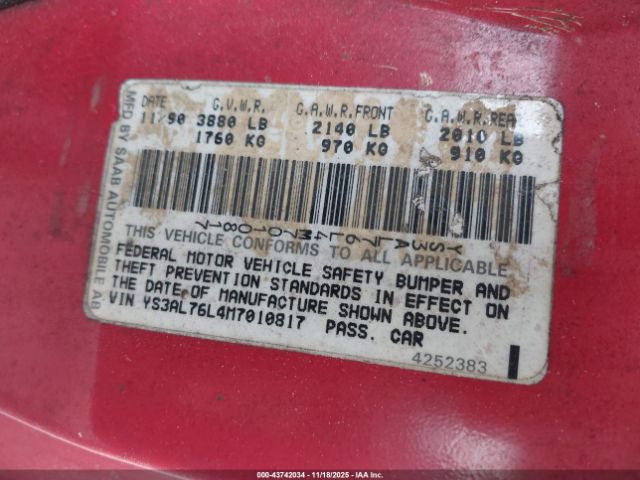 DATE G.V.W.R. G.A.W.R.FRONT G.A.W.R.REAR
11/90 3880 LB 2140 LB 2010 LB
1760 KG 970 KG 910 KG
MFD BY SAAB AUTOMOBILE AB
YS3AL76L4M7010817
THIS VEHICLE CONFORMS TO ALL APPLICABLE
FEDERAL MOTOR VEHICLE SAFETY BUMPER AND
THEFT PREVENTION STANDARDS IN EFFECT ON
THE DATE OF MANUFACTURE SHOWN ABOVE.
VIN YS3AL76L4M7010817 PASS. CAR
4252383
000-43742034 - 11/18/2025 - IAA, Inc.